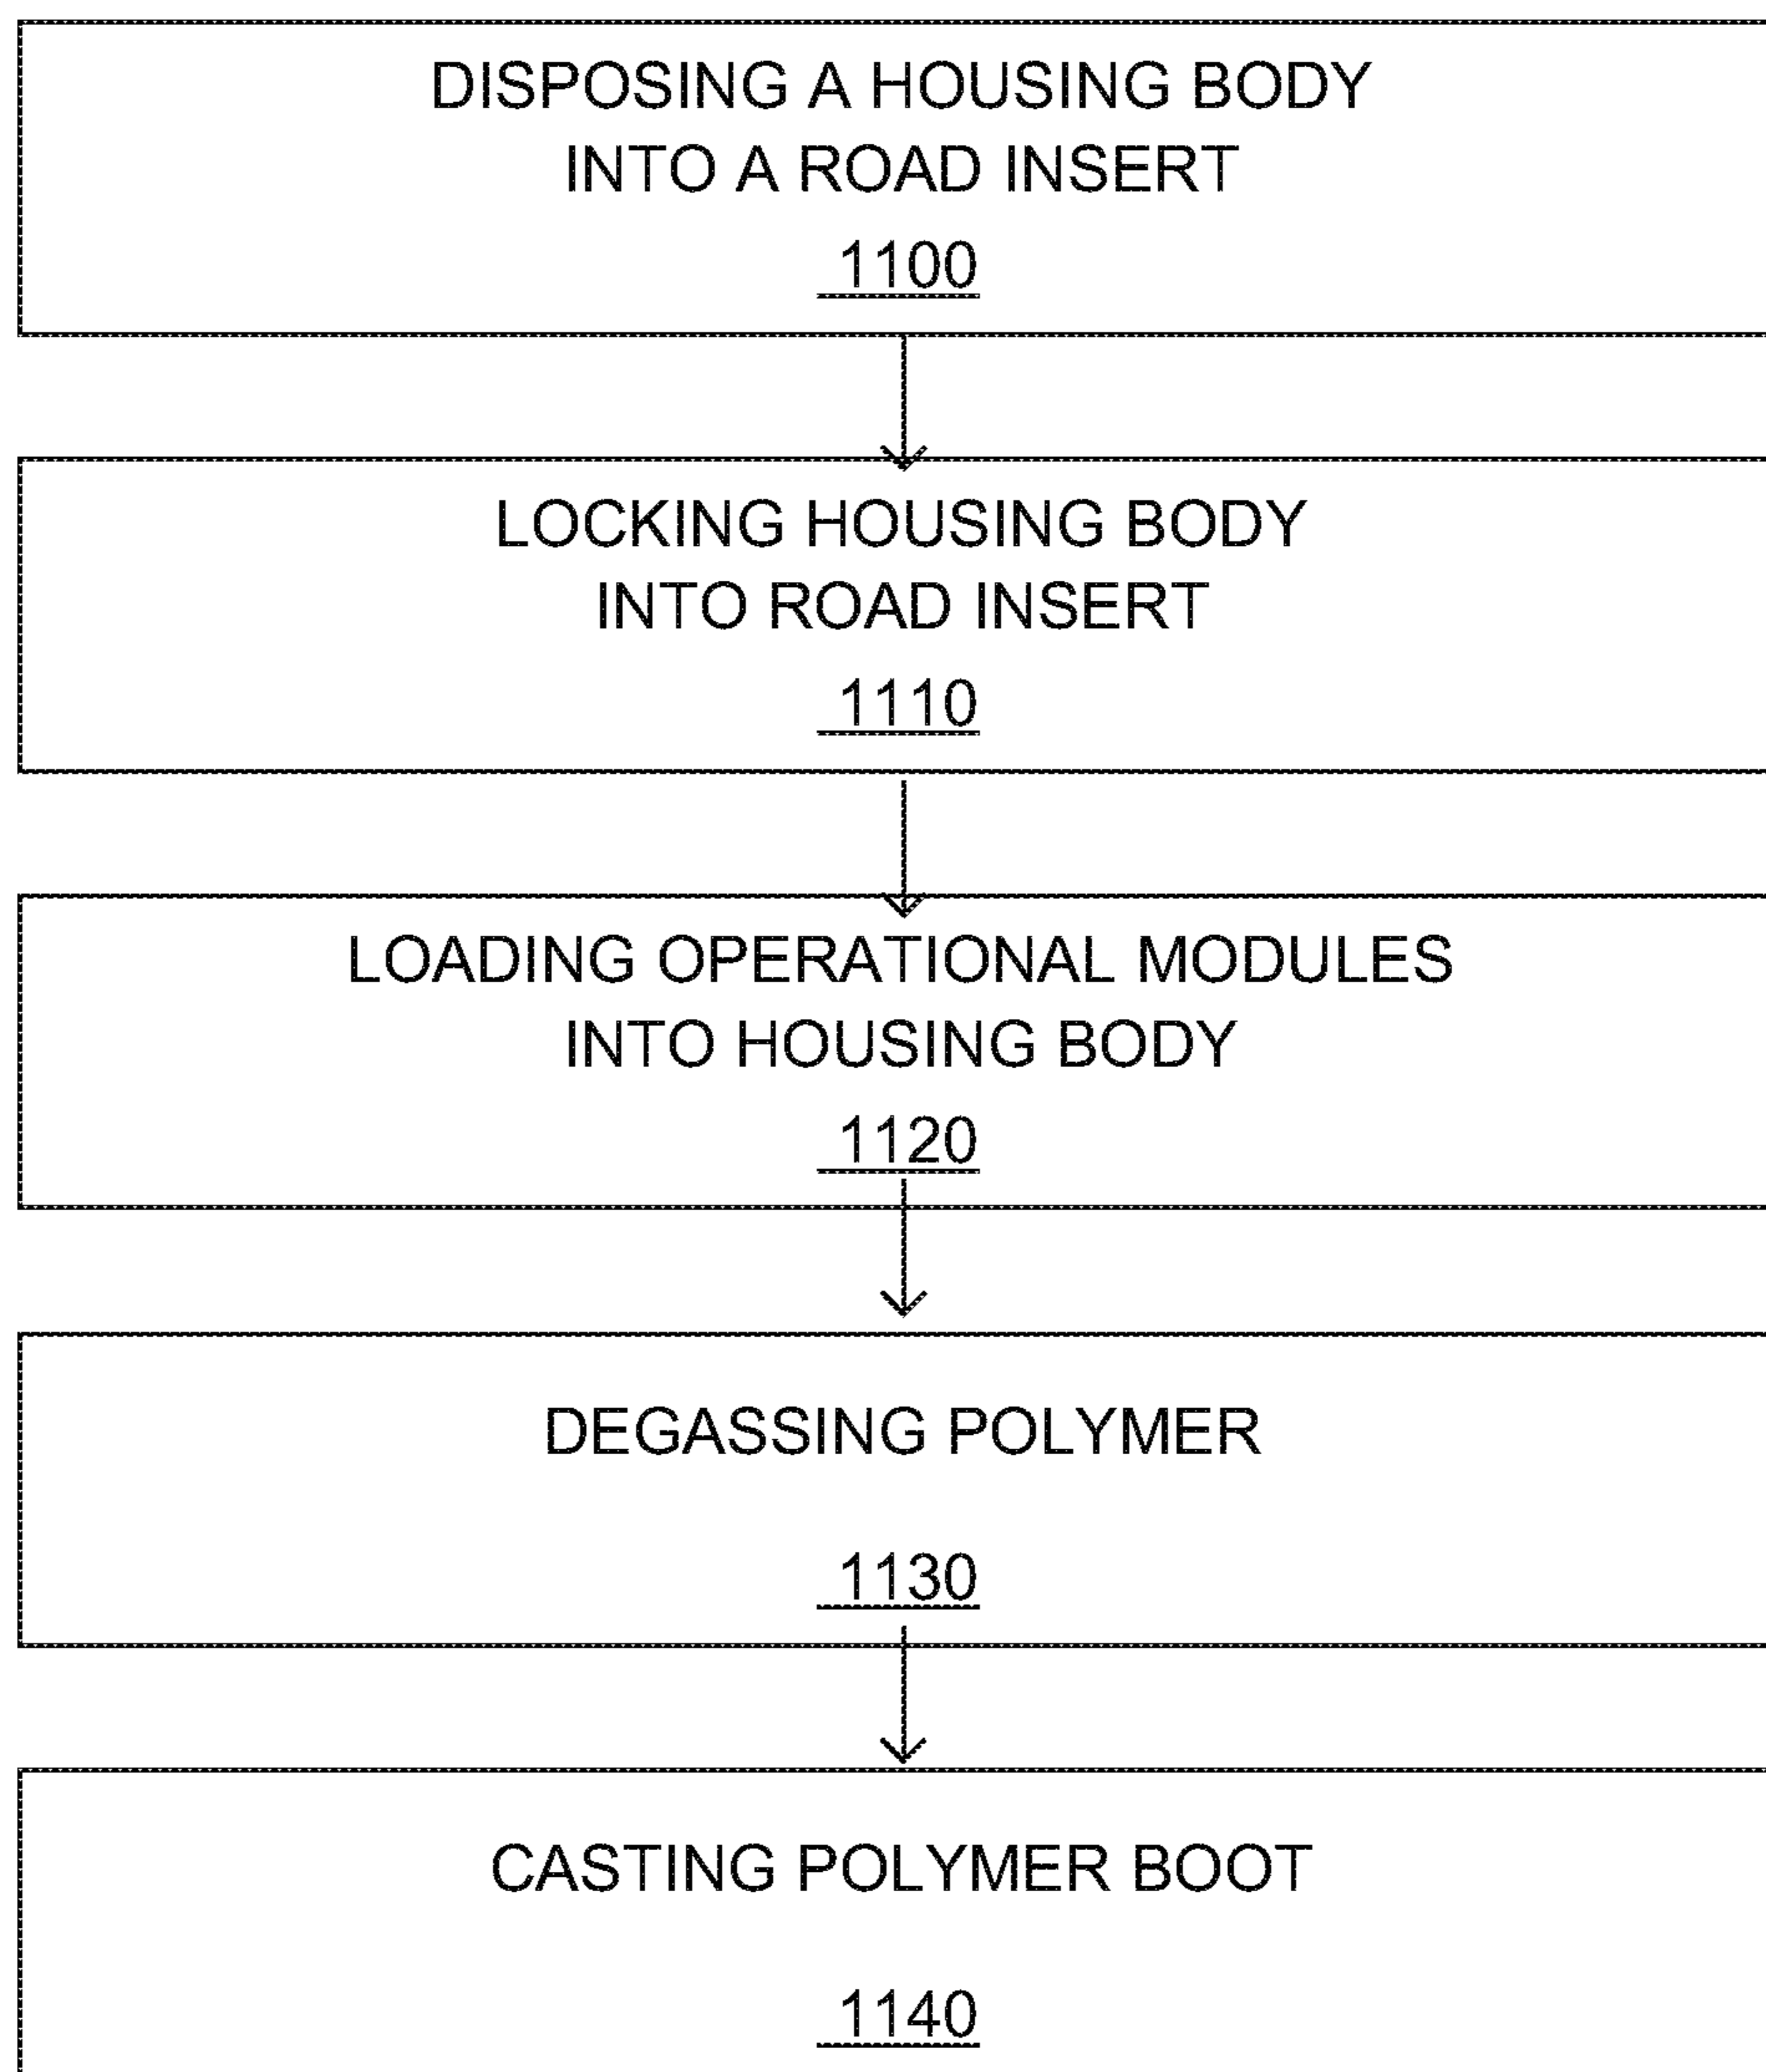 DISPOSING A HOUSING BODY
INTO A ROAD INSERT
1100
LOCKING HOUSING BODY
INTO ROAD INSERT
1110
LOADING OPERATIONAL MODULES
INTO HOUSING BODY
1120
DEGASSING POLYMER
1130
CASTING POLYMER BOOT
1140